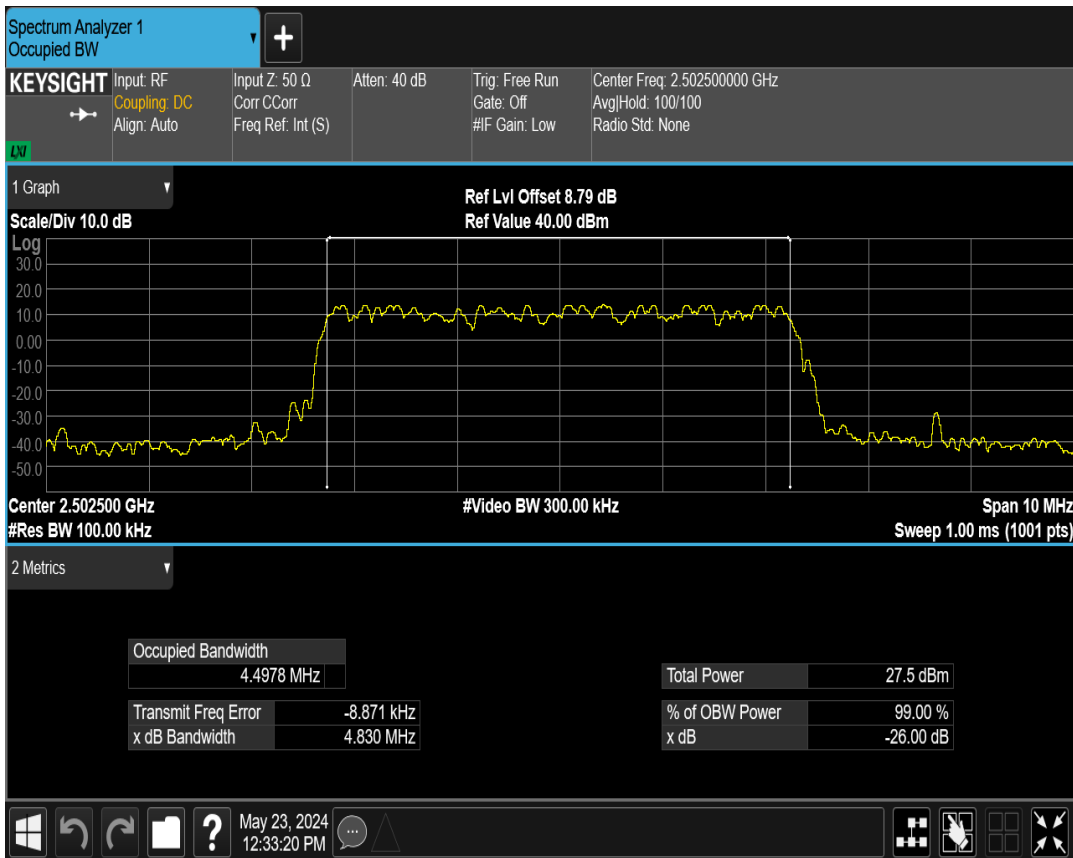 Spectrum Analyzer 1
Occupied BW
+
KEYSIGHT
LXI
Input: RF
Coupling: DC
Align: Auto
Input Z: 50 Ω
Corr CCorr
Freq Ref: Int (S)
Atten: 40 dB
Trig: Free Run
Gate: Off
#IF Gain: Low
Center Freq: 2.502500000 GHz
Avg|Hold: 100/100
Radio Std: None
1 Graph
Scale/Div 10.0 dB
Ref Lvl Offset 8.79 dB
Ref Value 40.00 dBm
Log
30.0
20.0
10.0
0.00
-10.0
-20.0
-30.0
-40.0
-50.0
Center 2.502500 GHz
#Res BW 100.00 kHz
#Video BW 300.00 kHz
Span 10 MHz
Sweep 1.00 ms (1001 pts)
2 Metrics
Occupied Bandwidth
4.4978 MHz
Transmit Freq Error -8.871 kHz
x dB Bandwidth 4.830 MHz
Total Power 27.5 dBm
% of OBW Power 99.00 %
x dB -26.00 dB
?
May 23, 2024
12:33:20 PM